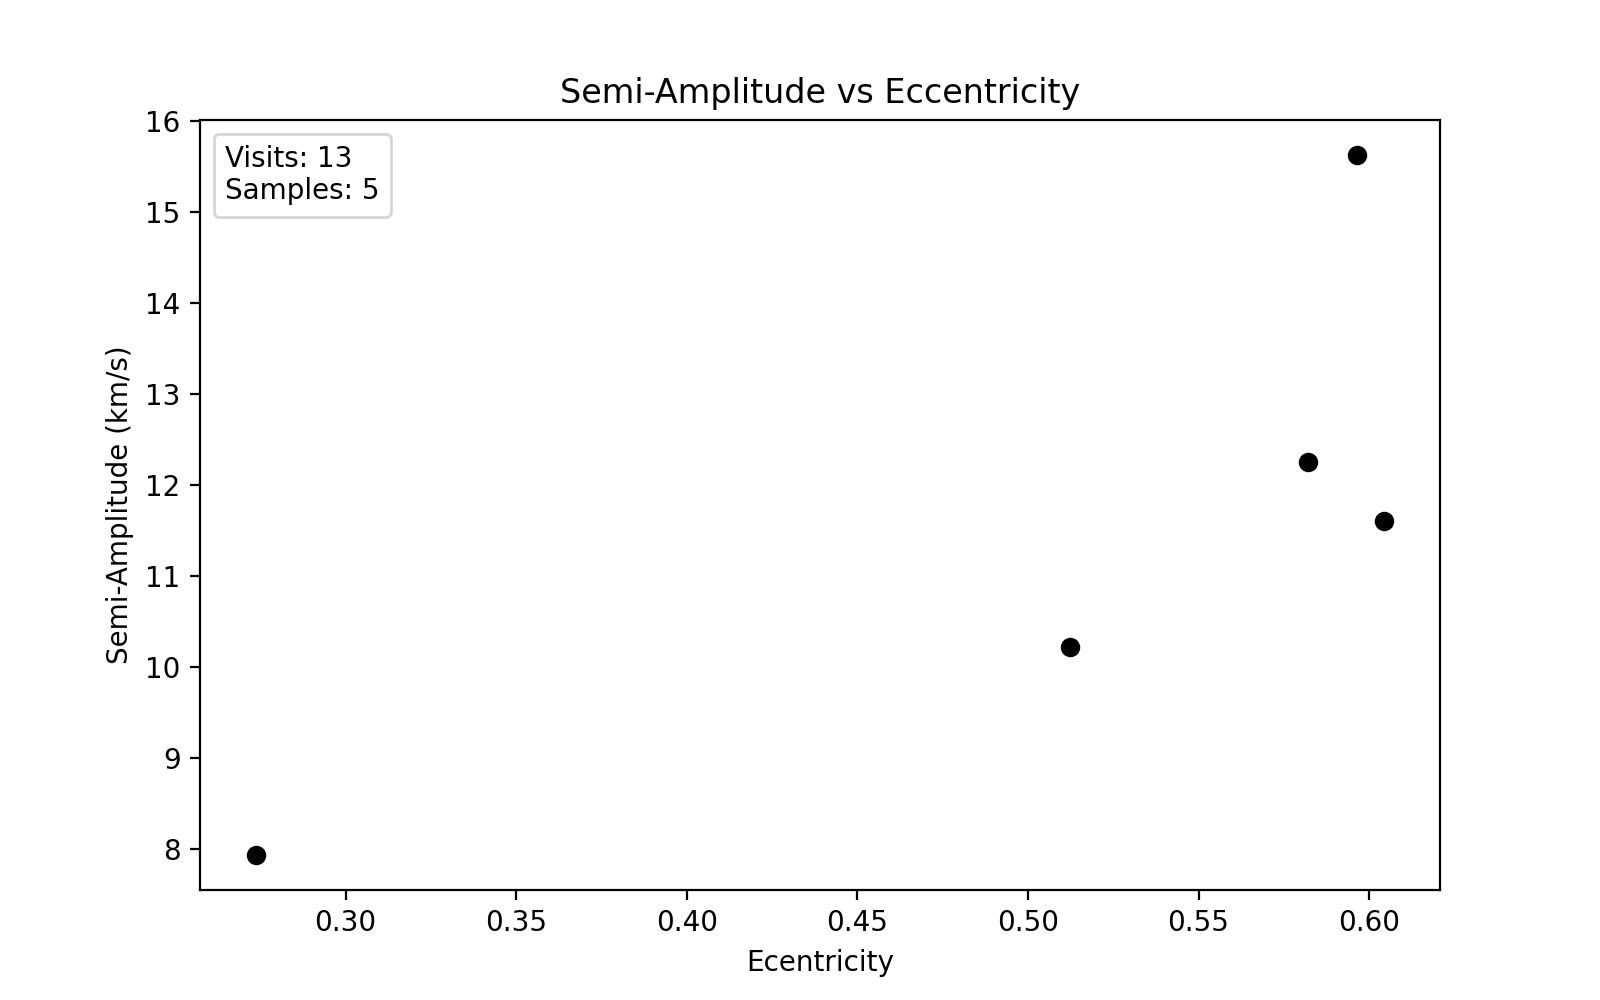 Semi-Amplitude vs Eccentricity
Visits: 13
Samples: 5
16
15
14
13
12
11
10
9
8
Semi-Amplitude (km/s)
0.30 0.35 0.40 0.45 0.50 0.55 0.60
Ecentricity